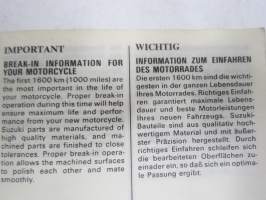 IMPORTANT
BREAK-IN INFORMATION FOR
YOUR MOTORCYCLE
The first 1600 km (1000 miles) are
the most important in the life of
your motorcycle. Proper break-in
operation during this time will help
ensure maximum life and perfor-
mance from your new motorcycle.
Suzuki parts are manufactured of
high quality materials, and ma-
chined parts are finished to close
tolerances. Proper break-in opera-
tion allows the machined surfaces
to polish each other and mate
smoothly.
WICHTIG
INFORMATION ZUM EINFAHREN
DES MOTORRADES
Die ersten 1600 km sind die wichti-
gesten in der ganzen Lebensdauer
Ihres Motorrades. Richtiges Einfah-
ren garantiert maximale Lebens-
dauer und beste Motorleistungen
Ihres neuen Fahrzeugs. Suzuki-
Bauteile sind aus qualitativ hoch-
wertigem Material und mit äußer-
ster Präzision hergestellt. Durch
richtiges Einfahren schleifen sich
die bearbeiteten Oberflächen zu-
einander ein, so daß sich ein optima-
le Passung ergibt.